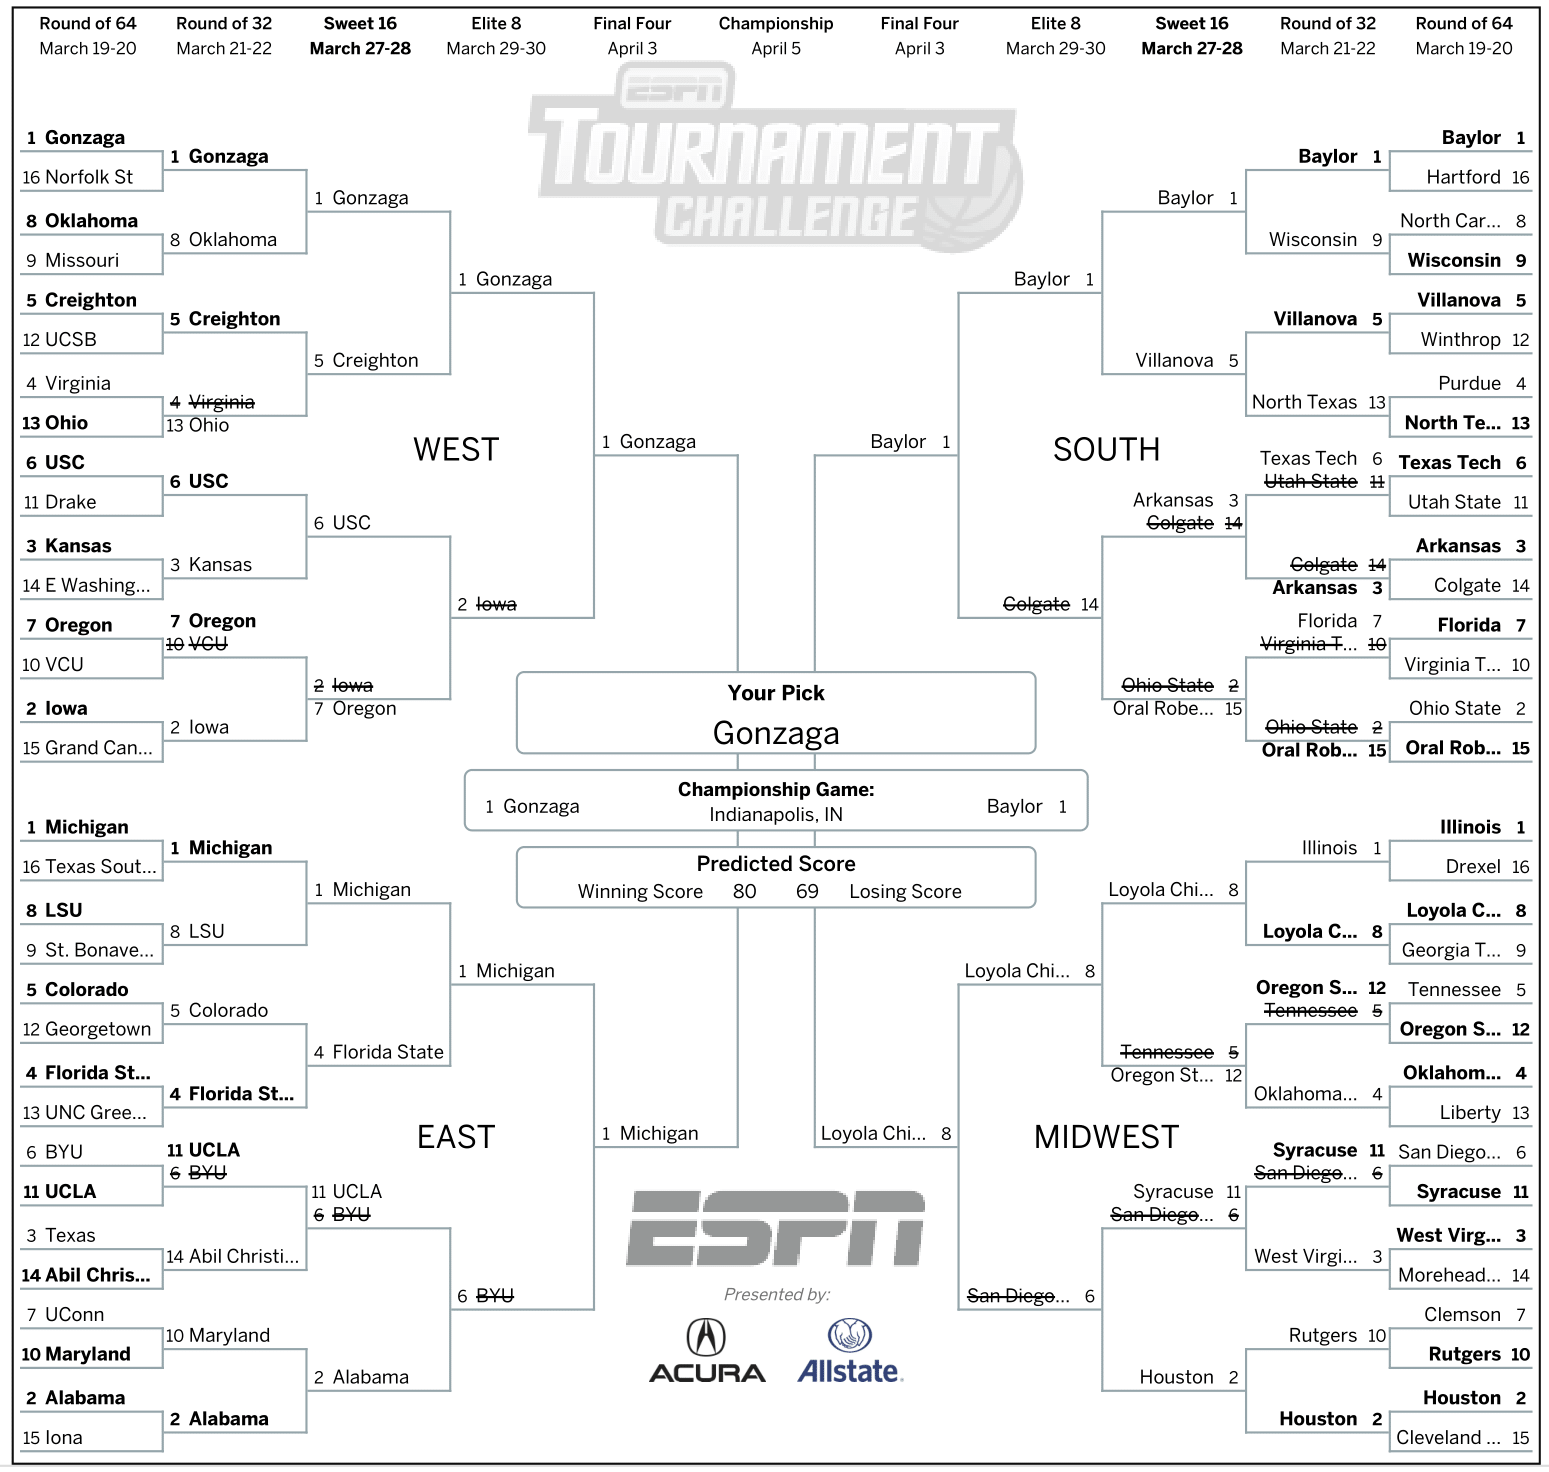 Round of 64
March 19-20
Round of 32
March 21-22
Sweet 16
March 27-28
Elite 8
March 29-30
Final Four
April 3
Championship
April 5
Final Four
April 3
Elite 8
March 29-30
Sweet 16
March 27-28
Round of 32
March 21-22
Round of 64
March 19-20
ESPN
TOURNAMENT
CHALLENGE
1 Gonzaga
16 Norfolk St
8 Oklahoma
9 Missouri
5 Creighton
12 UCSB
4 Virginia
13 Ohio
6 USC
11 Drake
3 Kansas
14 E Washing...
7 Oregon
10 VCU
2 Iowa
15 Grand Can...
1 Gonzaga
8 Oklahoma
5 Creighton
4 Virginia
13 Ohio
6 USC
3 Kansas
7 Oregon
10 VCU
2 Iowa
1 Gonzaga
5 Creighton
6 USC
2 Iowa
7 Oregon
1 Gonzaga
2 Iowa
WEST
1 Gonzaga
1 Michigan
16 Texas Sout...
8 LSU
9 St. Bonave...
5 Colorado
12 Georgetown
4 Florida St...
13 UNC Gree...
6 BYU
11 UCLA
3 Texas
14 Abil Chris...
7 UConn
10 Maryland
2 Alabama
15 Iona
1 Michigan
8 LSU
5 Colorado
4 Florida St...
11 UCLA
6 BYU
14 Abil Christi...
10 Maryland
2 Alabama
1 Michigan
4 Florida State
11 UCLA
6 BYU
2 Alabama
1 Michigan
6 BYU
EAST
1 Michigan
Your Pick
Gonzaga
Championship Game:
1 Gonzaga
Indianapolis, IN
Baylor 1
Predicted Score
Winning Score 80 69 Losing Score
Baylor 1
SOUTH
Baylor 1
Colgate 14
Baylor 1
Villanova 5
Arkansas 3
Colgate 14
Ohio State 2
Oral Robe... 15
Baylor 1
Wisconsin 9
Villanova 5
North Texas 13
Texas Tech 6
Utah State 11
Colgate 14
Arkansas 3
Florida 7
Virginia T... 10
Ohio State 2
Oral Rob... 15
Baylor 1
Hartford 16
North Car... 8
Wisconsin 9
Villanova 5
Winthrop 12
Purdue 4
North Te... 13
Texas Tech 6
Utah State 11
Arkansas 3
Colgate 14
Florida 7
Virginia T... 10
Ohio State 2
Oral Rob... 15
Loyola Chi... 8
MIDWEST
Loyola Chi... 8
San Diego... 6
Loyola Chi... 8
Tennessee 5
Oregon St... 12
Syracuse 11
San Diego... 6
Houston 2
Illinois 1
Loyola C... 8
Oregon S... 12
Tennessee 5
Oklahoma... 4
Syracuse 11
San Diego... 6
West Virgi... 3
Rutgers 10
Houston 2
Illinois 1
Drexel 16
Loyola C... 8
Georgia T... 9
Tennessee 5
Oregon S... 12
Oklahom... 4
Liberty 13
San Diego... 6
Syracuse 11
West Virg... 3
Morehead... 14
Clemson 7
Rutgers 10
Houston 2
Cleveland ... 15
ESPN
Presented by:
ACURA
Allstate.